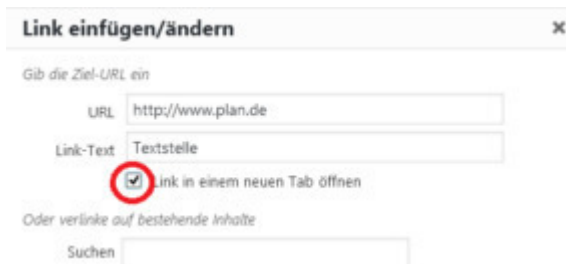 Link einfügen/ändern
Gib die Ziel-URL ein
URL http://www.plan.de
Link-Text Textstelle
Link in einem neuen Tab öffnen
Oder verlinke auf bestehende Inhalte
Suchen